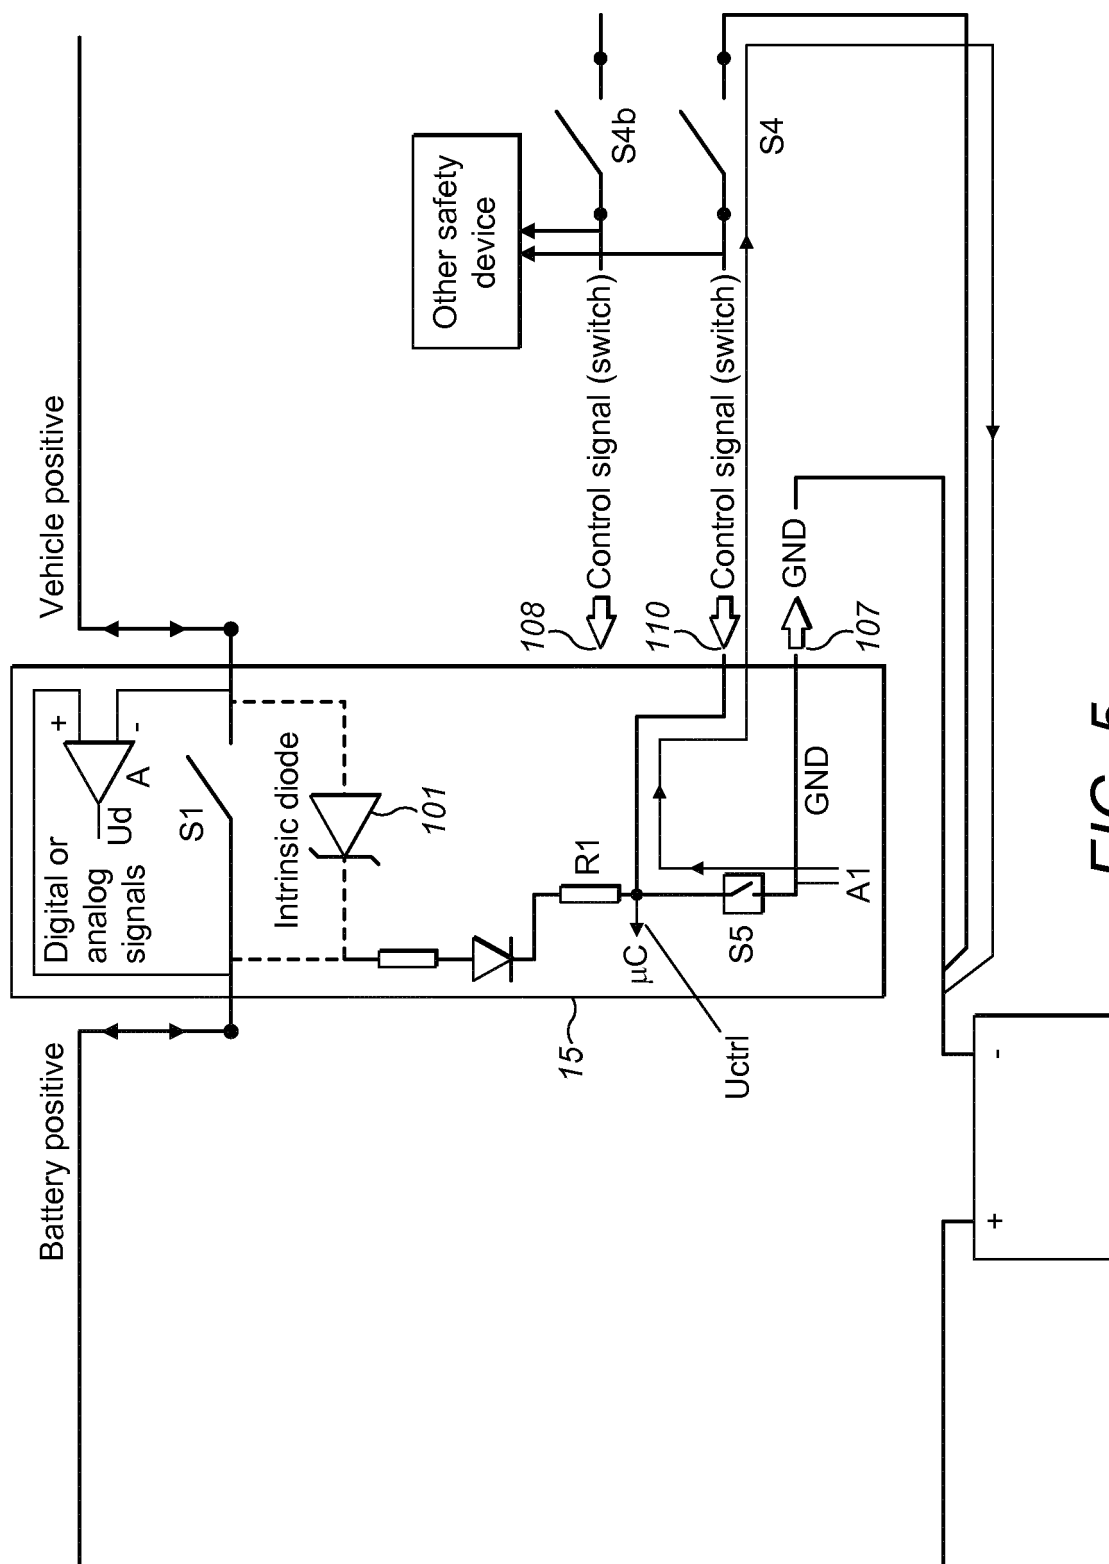 Battery positive
Vehicle positive
Digital or
analog
signals
Ud
A
+
-
S1
Intrinsic diode
101
R1
µC
Uctrl
S5
A1
GND
15
108
Control signal (switch)
110
Control signal (switch)
107
GND
Other safety
device
S4b
S4
+
-
FIG. 5